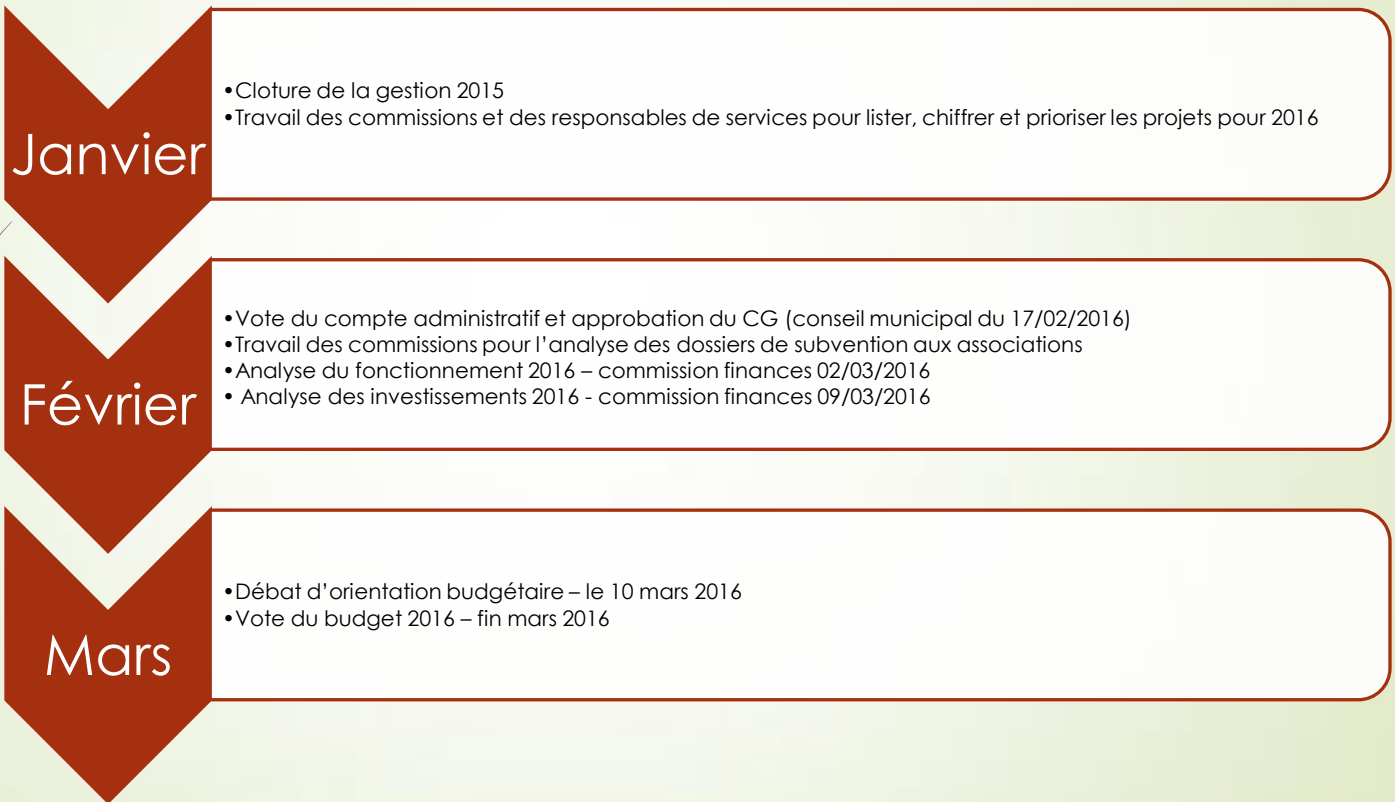 Janvier
•Cloture de la gestion 2015
•Travail des commissions et des responsables de services pour lister, chiffrer et prioriser les projets pour 2016
Février
•Vote du compte administratif et approbation du CG (conseil municipal du 17/02/2016)
•Travail des commissions pour l’analyse des dossiers de subvention aux associations
•Analyse du fonctionnement 2016 – commission finances 02/03/2016
• Analyse des investissements 2016 - commission finances 09/03/2016
Mars
•Débat d’orientation budgétaire – le 10 mars 2016
•Vote du budget 2016 – fin mars 2016